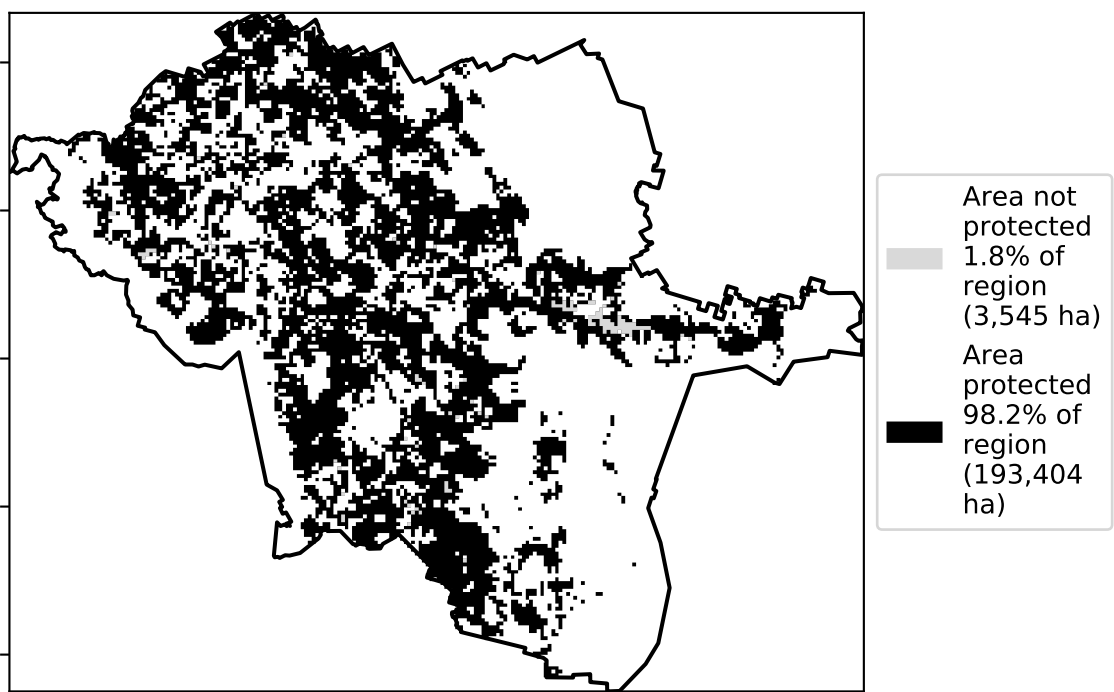 Area not
protected
1.8% of
region
(3,545 ha)
Area
protected
98.2% of
region
(193,404
ha)